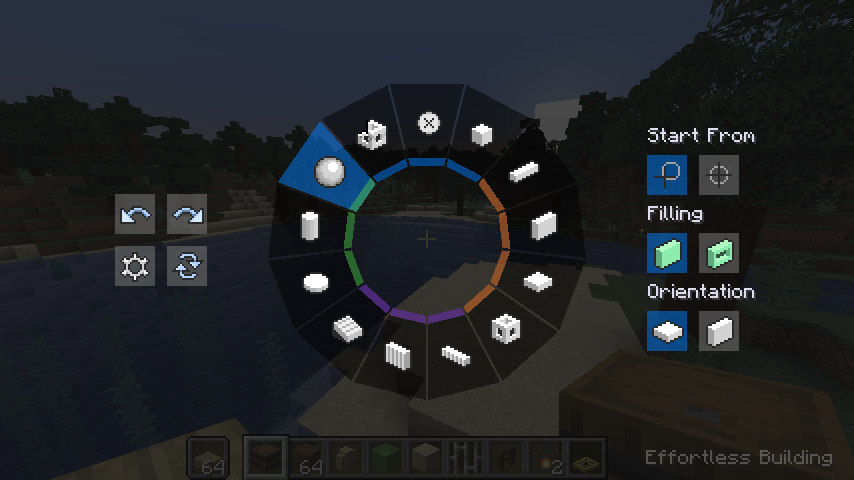 Start From
Filling
Orientation
64
64
2
Effortless Building